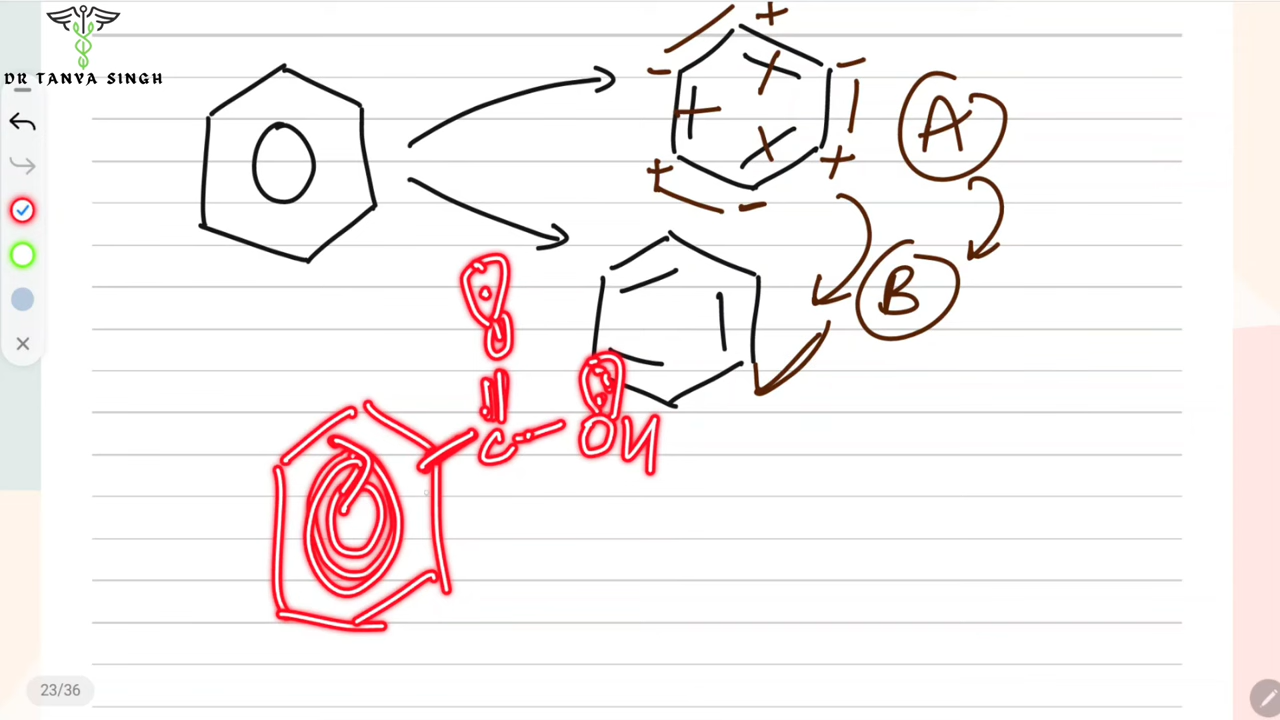 DR TANYA SINGH
+
-
-
+
+
-
A
B
O
C
OH
23/36